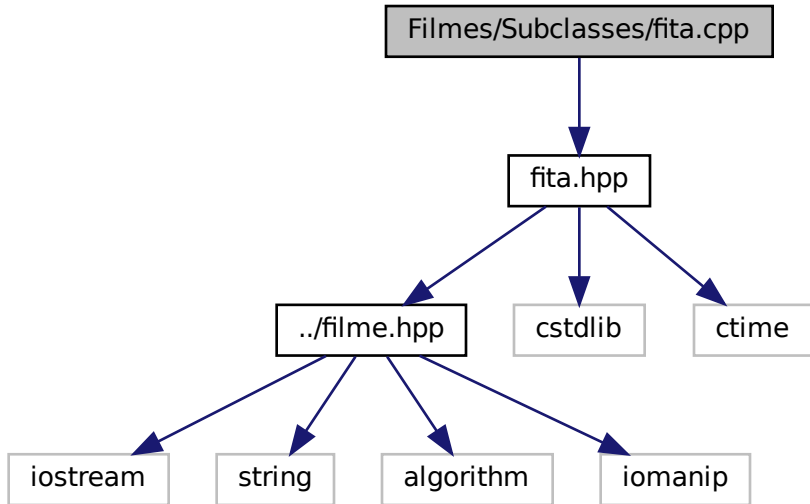 Filmes/Subclasses/fita.cpp
fita.hpp
../filme.hpp
cstdlib
ctime
iostream
string
algorithm
iomanip